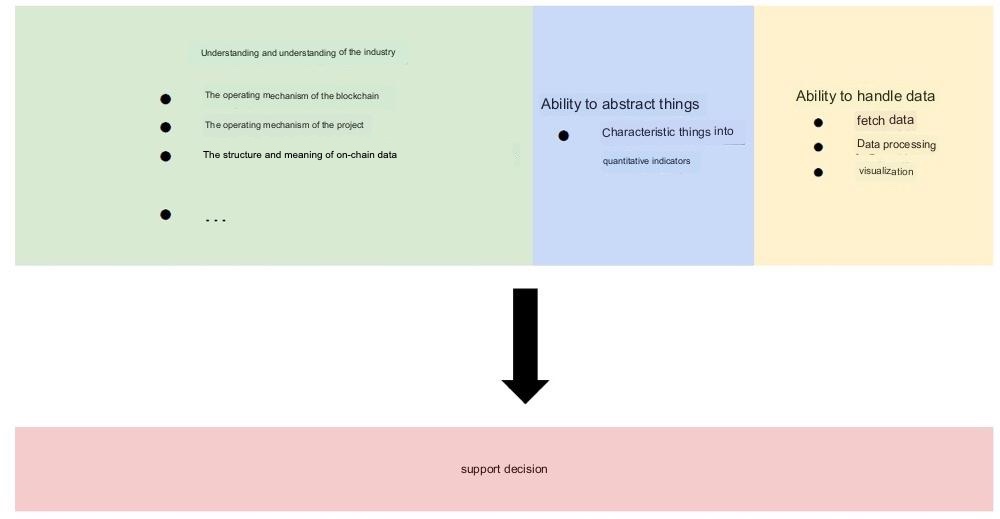 Understanding and understanding of the industry
The operating mechanism of the blockchain
The operating mechanism of the project
The structure and meaning of on-chain data
...
Ability to abstract things
Characteristic things into
quantitative indicators
Ability to handle data
fetch data
Data processing
visualization
support decision